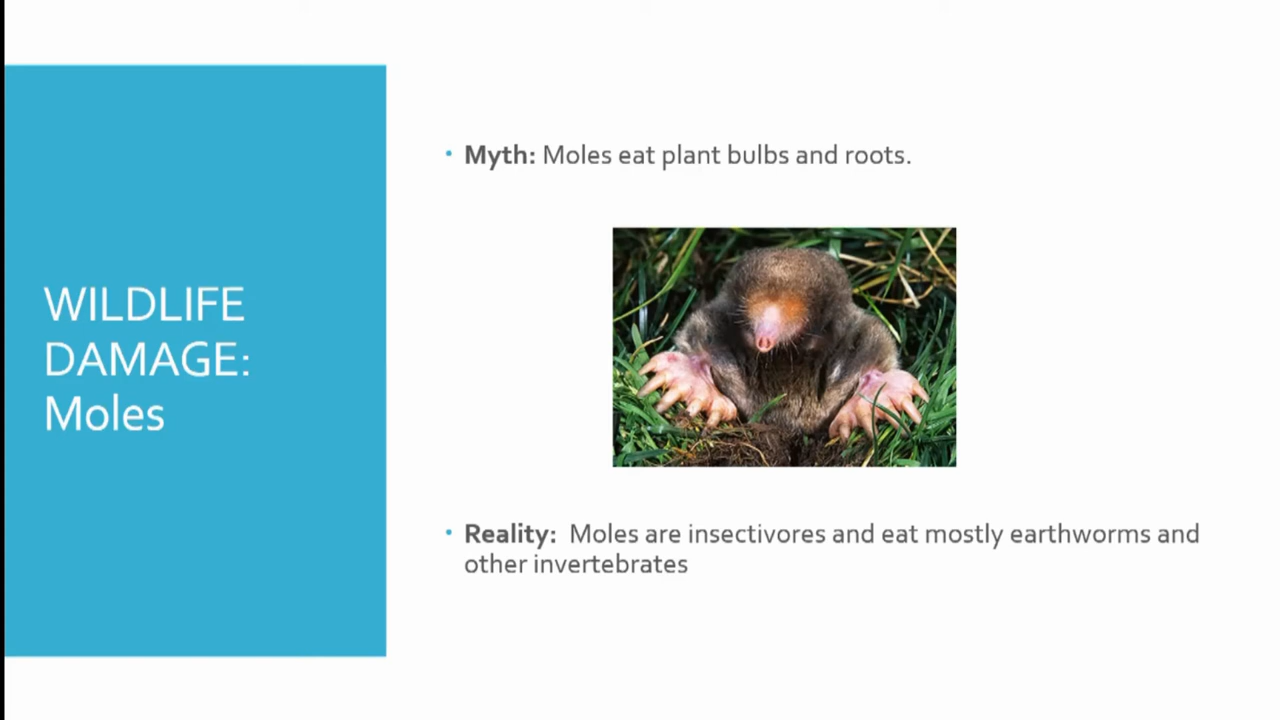 WILDLIFE
DAMAGE:
Moles
• Myth: Moles eat plant bulbs and roots.
• Reality:  Moles are insectivores and eat mostly earthworms and
other invertebrates